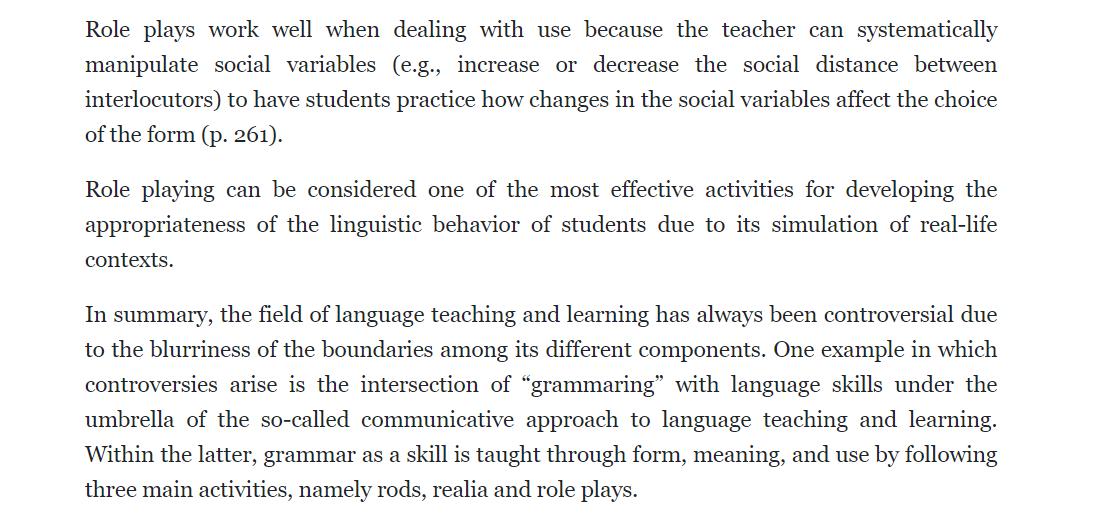 Role plays work well when dealing with use because the teacher can systematically
manipulate social variables (e.g., increase or decrease the social distance between
interlocutors) to have students practice how changes in the social variables affect the choice
of the form (p. 261).
Role playing can be considered one of the most effective activities for developing the
appropriateness of the linguistic behavior of students due to its simulation of real-life
contexts.
In summary, the field of language teaching and learning has always been controversial due
to the blurriness of the boundaries among its different components. One example in which
controversies arise is the intersection of “grammaring” with language skills under the
umbrella of the so-called communicative approach to language teaching and learning.
Within the latter, grammar as a skill is taught through form, meaning, and use by following
three main activities, namely rods, realia and role plays.